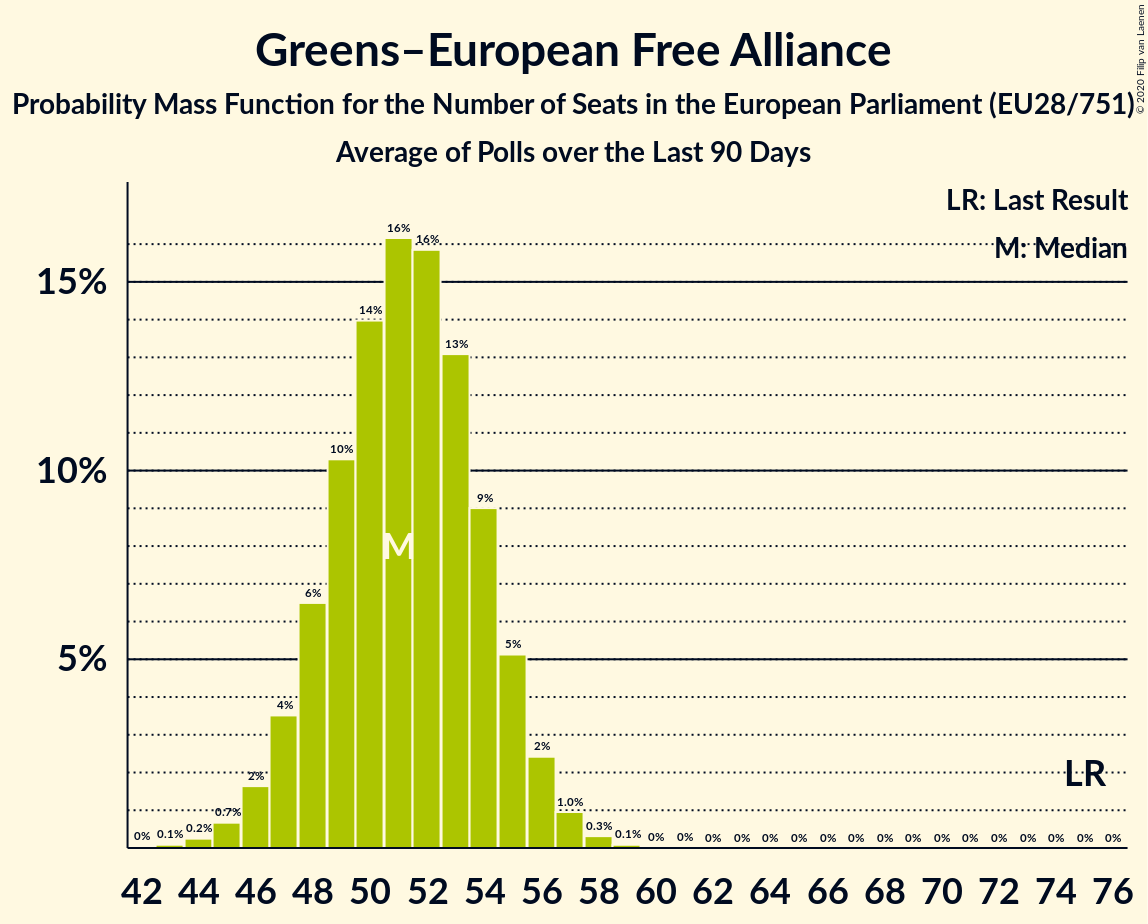 Greens–European Free Alliance
Probability Mass Function for the Number of Seats in the European Parliament (EU28/751)
Average of Polls over the Last 90 Days
© 2020 Filip van Laenen
LR: Last Result
M: Median
15%
10%
5%
0% 0.1% 0.2% 0.7% 2% 4% 6% 10% 14% 16% 16% 13% 9% 5% 2% 1.0% 0.3% 0.1% 0% 0% 0% 0% 0% 0% 0% 0% 0% 0% 0% 0% 0% 0% 0% 0% 0%
M
LR
42 44 46 48 50 52 54 56 58 60 62 64 66 68 70 72 74 76